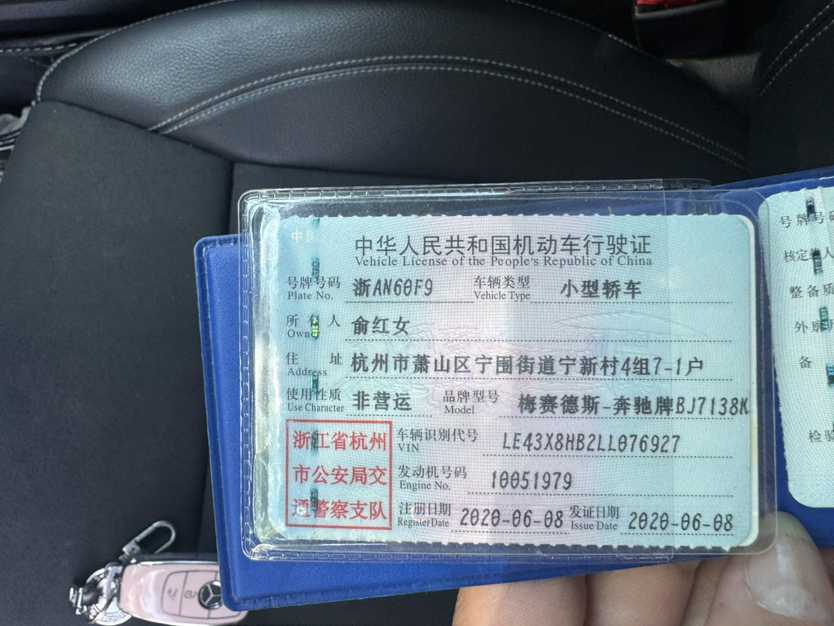 中华人民共和国机动车行驶证
Vehicle License of the People's Republic of China
号牌号码 浙AN60F9 车辆类型 小型轿车
Plate No. Vehicle Type
所有人 俞红女
Owner
住址 杭州市萧山区宁围街道宁新村4组7-1户
Address
使用性质 非营运 品牌型号 梅赛德斯-奔驰牌BJ7138K
Use Character Model
浙江省杭州
市公安局交
通警察支队
车辆识别代号 LE43X8HB2LL076927
VIN
发动机号码 10051979
Engine No.
注册日期 2020-06-08 发证日期 2020-06-08
Register Date Issue Date
号牌号码
核定
整备质
外廓
备
检验